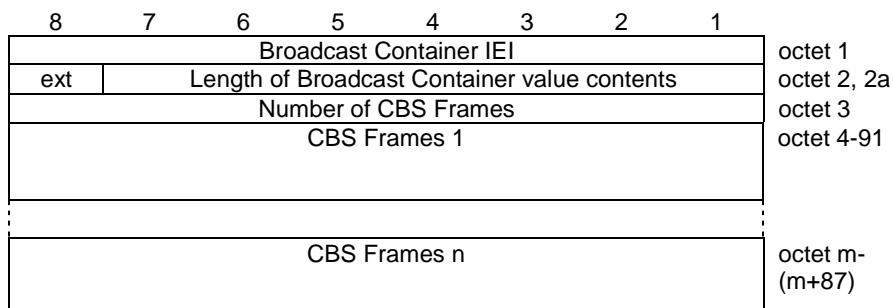 8 7 6 5 4 3 2 1
Broadcast Container IEI octet 1
ext Length of Broadcast Container value contents octet 2, 2a
Number of CBS Frames octet 3
CBS Frames 1 octet 4-91
CBS Frames n octet m-
(m+87)